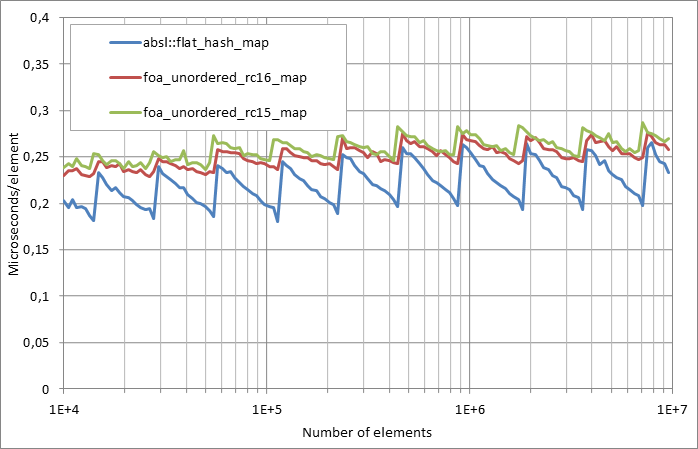 0,4
absl::flat_hash_map
0,35
foa_unordered_rc16_map
0,3
foa_unordered_rc15_map
0,25
0,2
0,15
0,1
0,05
0
Microseconds/element
1E+4
1E+5
1E+6
1E+7
Number of elements